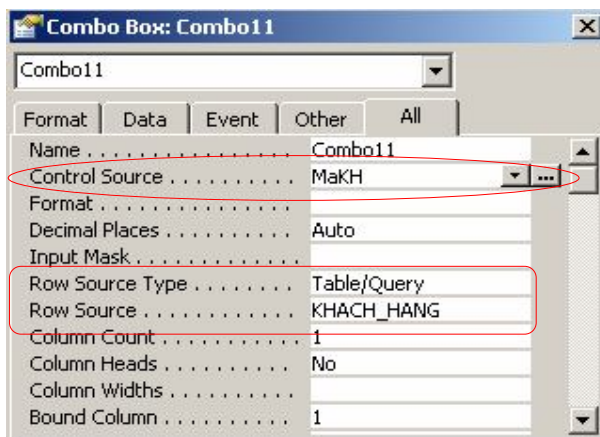 Combo Box: Combo11
Combo11
Format Data Event Other All
Name . . . . . . . . . . . . . . . . Combo11
Control Source . . . . . . . . . . MaKH ...
Format . . . . . . . . . . . . . . .
Decimal Places . . . . . . . . . . Auto
Input Mask . . . . . . . . . . . . .
Row Source Type . . . . . . . . Table/Query
Row Source . . . . . . . . . . . . KHACH_HANG
Column Count . . . . . . . . . . 1
Column Heads . . . . . . . . . . No
Column Widths . . . . . . . . . .
Bound Column . . . . . . . . . . 1